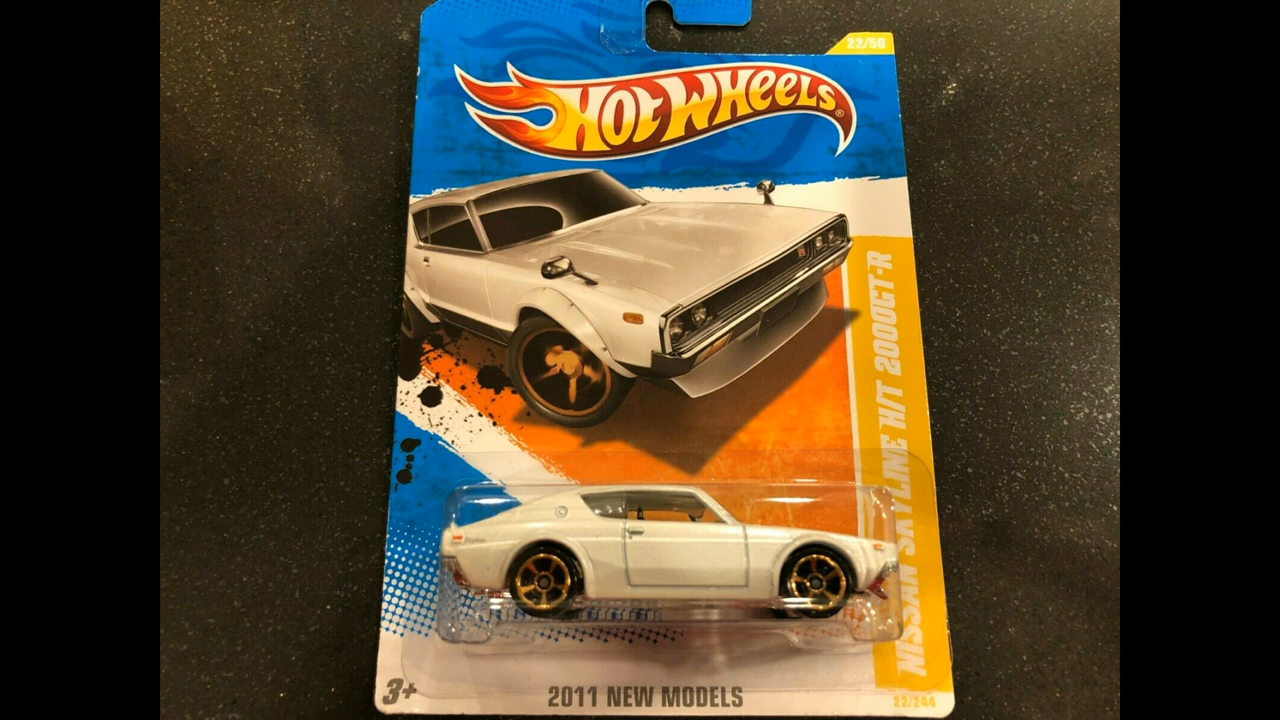 22/50
HOT WHEELS®
NISSAN SKYLINE H/T 2000GT-R
3+
2011 NEW MODELS
22/244